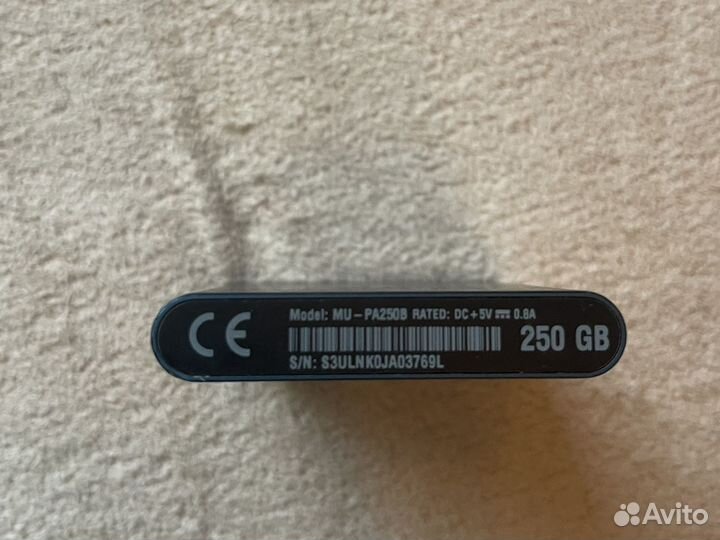 CE
Model: MU-PA250B RATED: DC+5V⎓0.8A
250 GB
S/N: S3ULNK0JA03769L
Avito